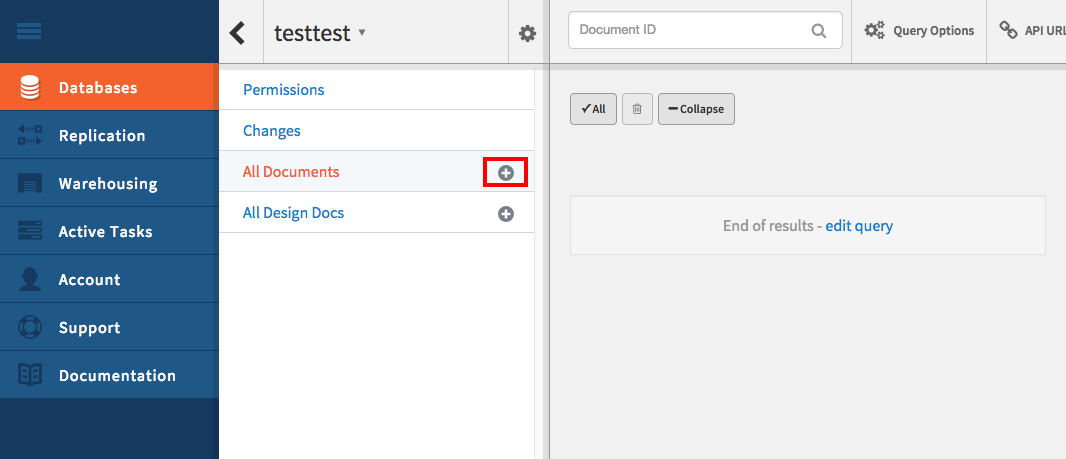 testtest
Document ID
Query Options
API URL
Databases
Replication
Warehousing
Active Tasks
Account
Support
Documentation
Permissions
Changes
All Documents
All Design Docs
All
Collapse
End of results - edit query